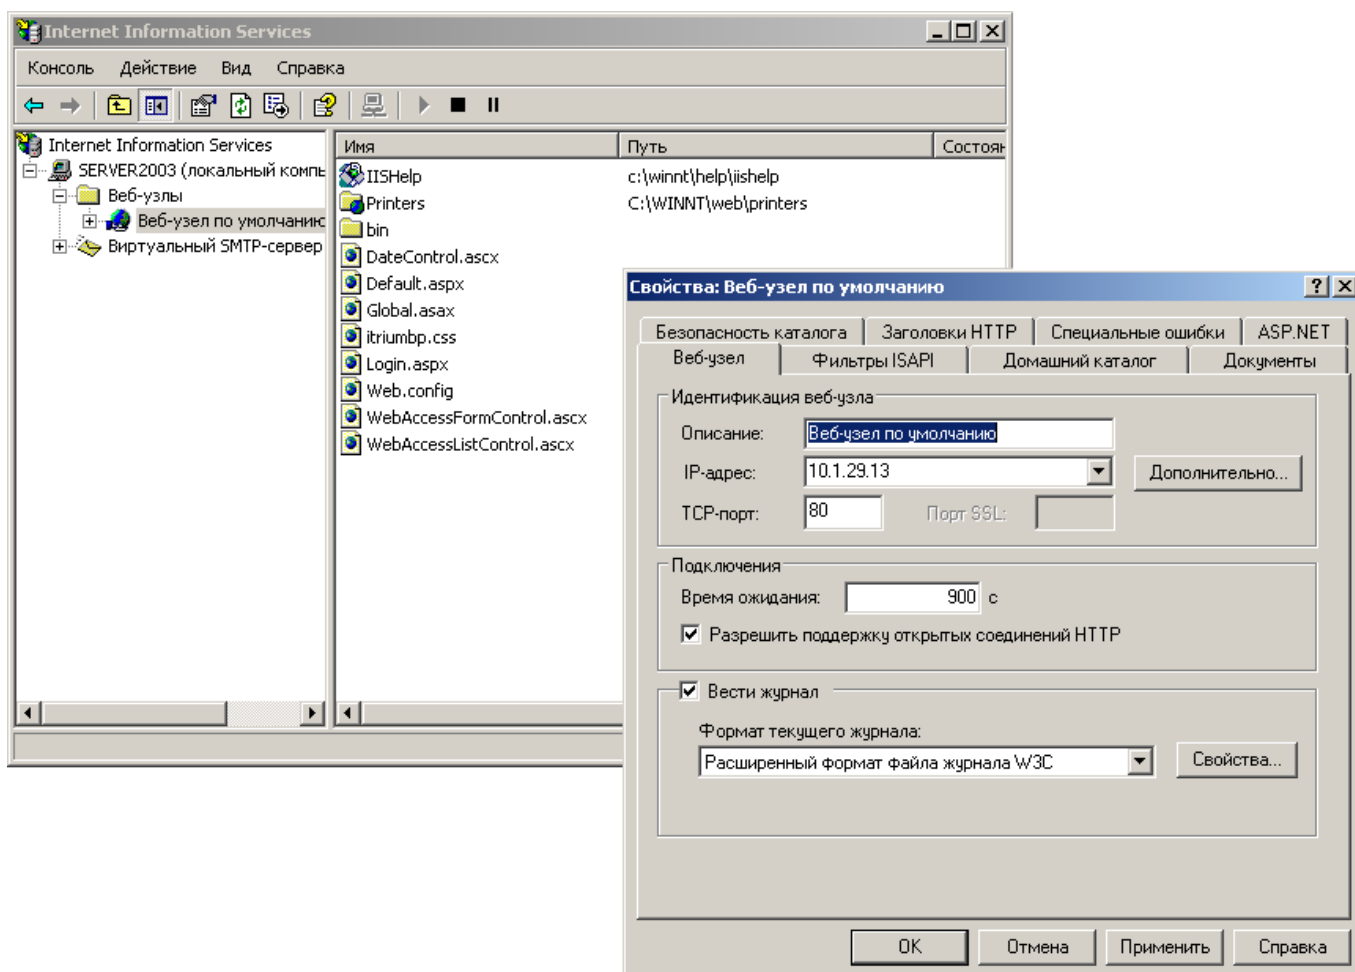 Internet Information Services
Консоль Действие Вид Справка
Internet Information Services
SERVER2003 (локальный компь
Веб-узлы
Веб-узел по умолчанию
Виртуальный SMTP-сервер
Имя Путь Состоян
IISHelp c:\winnt\help\iishelp
Printers C:\WINNT\web\printers
bin
DateControl.ascx
Default.aspx
Global.asax
itriumbp.css
Login.aspx
Web.config
WebAccessFormControl.ascx
WebAccessListControl.ascx
Свойства: Веб-узел по умолчанию
Безопасность каталога Заголовки HTTP Специальные ошибки ASP.NET
Веб-узел Фильтры ISAPI Домашний каталог Документы
Идентификация веб-узла
Описание: Веб-узел по умолчанию
IP-адрес: 10.1.29.13 Дополнительно...
TCP-порт: 80 Порт SSL:
Подключения
Время ожидания: 900 с
Разрешить поддержку открытых соединений HTTP
Вести журнал
Формат текущего журнала:
Расширенный формат файла журнала W3C Свойства...
OK Отмена Применить Справка